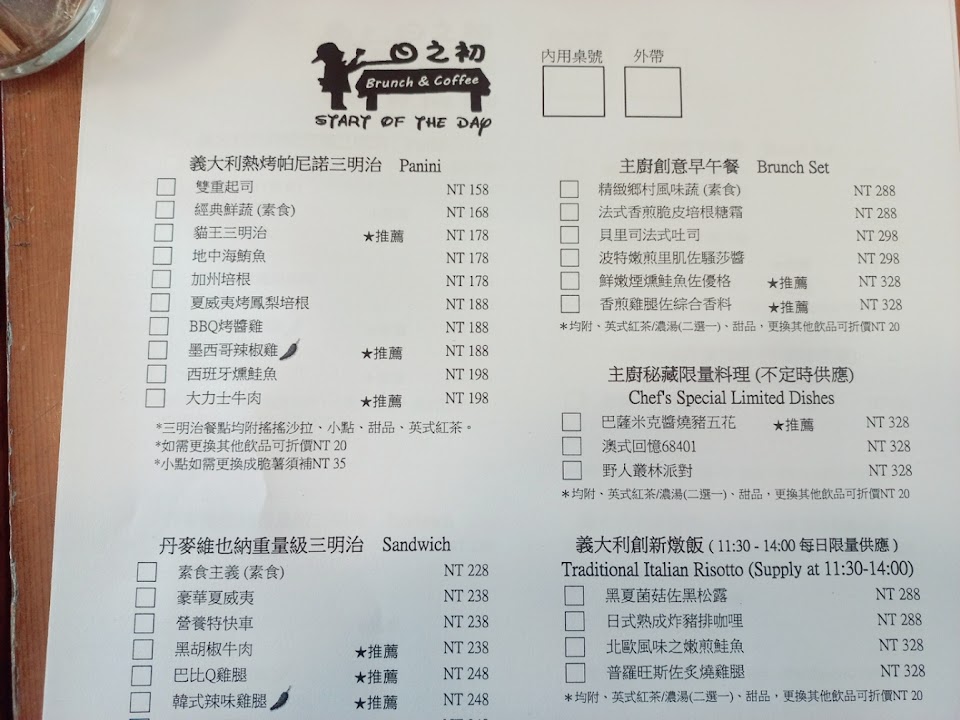 日之初
Brunch & Coffee
START OF THE DAY
內用桌號 外帶
義大利熱烤帕尼諾三明治 Panini
雙重起司 NT 158
經典鮮蔬 (素食) NT 168
貓王三明治 ★推薦 NT 178
地中海鮪魚 NT 178
加州培根 NT 178
夏威夷烤鳳梨培根 NT 188
BBQ烤醬雞 NT 188
墨西哥辣椒雞 ★推薦 NT 188
西班牙燻鮭魚 NT 198
大力士牛肉 ★推薦 NT 198
*三明治餐點均附搖搖沙拉、小點、甜品、英式紅茶。
*如需更換其他飲品可折價NT 20
*小點如需更換成脆薯須補NT 35
丹麥維也納重量級三明治 Sandwich
素食主義 (素食) NT 228
豪華夏威夷 NT 238
營養特快車 NT 238
黑胡椒牛肉 ★推薦 NT 238
巴比Q雞腿 ★推薦 NT 248
韓式辣味雞腿 ★推薦 NT 248
主廚創意早午餐 Brunch Set
精緻鄉村風味蔬 (素食) NT 288
法式香煎脆皮培根糖霜 NT 288
貝里司法式吐司 NT 298
波特嫩煎里肌佐騷莎醬 NT 298
鮮嫩煙燻鮭魚佐優格 ★推薦 NT 328
香煎雞腿佐綜合香料 ★推薦 NT 328
＊均附、英式紅茶/濃湯(二選一)、甜品，更換其他飲品可折價NT 20
主廚秘藏限量料理 (不定時供應)
Chef's Special Limited Dishes
巴薩米克醬燒豬五花 ★推薦 NT 328
澳式回憶68401 NT 328
野人叢林派對 NT 328
＊均附、英式紅茶/濃湯(二選一)、甜品，更換其他飲品可折價NT 20
義大利創新燉飯 ( 11:30 - 14:00 每日限量供應 )
Traditional Italian Risotto (Supply at 11:30-14:00)
黑夏菌菇佐黑松露 NT 288
日式熟成炸豬排咖哩 NT 288
北歐風味之嫩煎鮭魚 NT 328
普羅旺斯佐炙燒雞腿 NT 328
＊均附、英式紅茶/濃湯(二選一)、甜品，更換其他飲品可折價NT 20